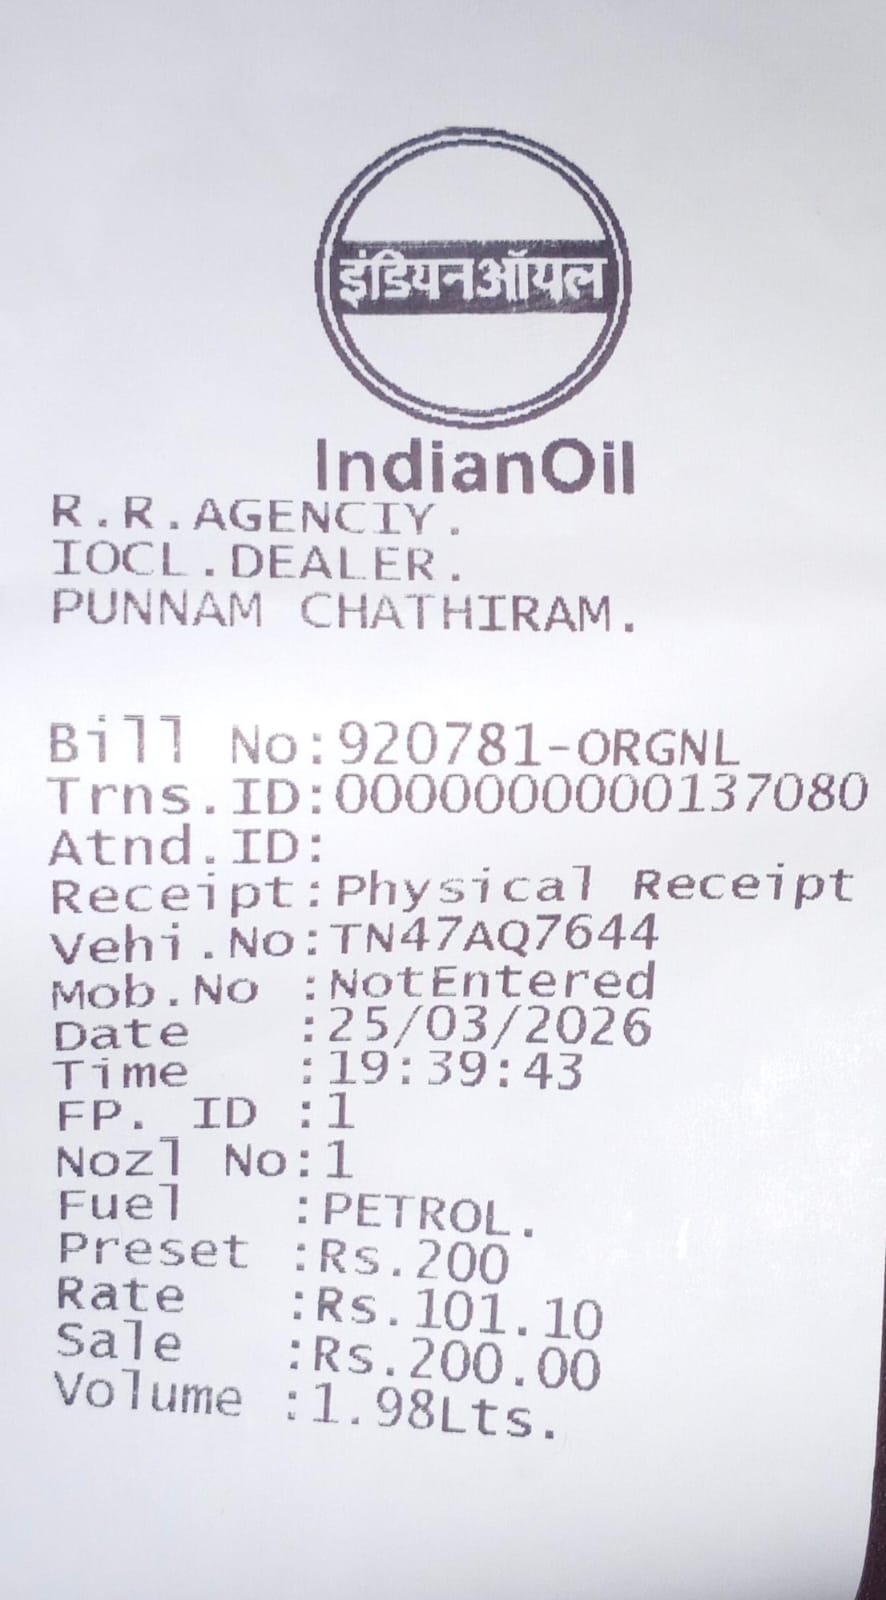 इंडियनऑयल
IndianOil
R.R.AGENCIY.
IOCL.DEALER.
PUNNAM CHATHIRAM.
Bill No:920781-ORGNL
Trns.ID:0000000000137080
Atnd.ID:
Receipt:Physical Receipt
Vehi.No:TN47AQ7644
Mob.No :NotEntered
Date :25/03/2026
Time :19:39:43
FP. ID :1
Nozl No:1
Fuel :PETROL.
Preset :Rs.200
Rate :Rs.101.10
Sale :Rs.200.00
Volume :1.98Lts.